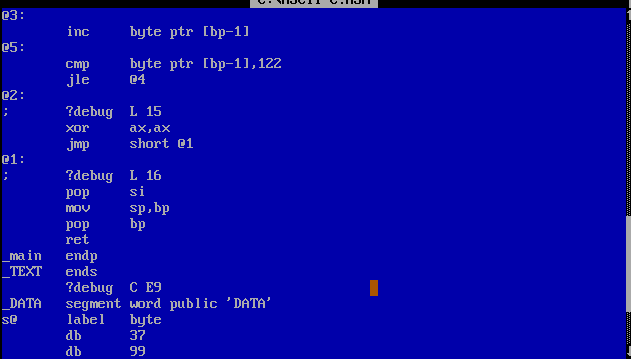 C:\ASCII-C.ASM
@3:
inc byte ptr [bp-1]
@5:
cmp byte ptr [bp-1],122
jle @4
@2:
; ?debug L 15
xor ax,ax
jmp short @1
@1:
; ?debug L 16
pop si
mov sp,bp
pop bp
ret
_main endp
_TEXT ends
?debug C E9
_DATA segment word public 'DATA'
s@ label byte
db 37
db 99